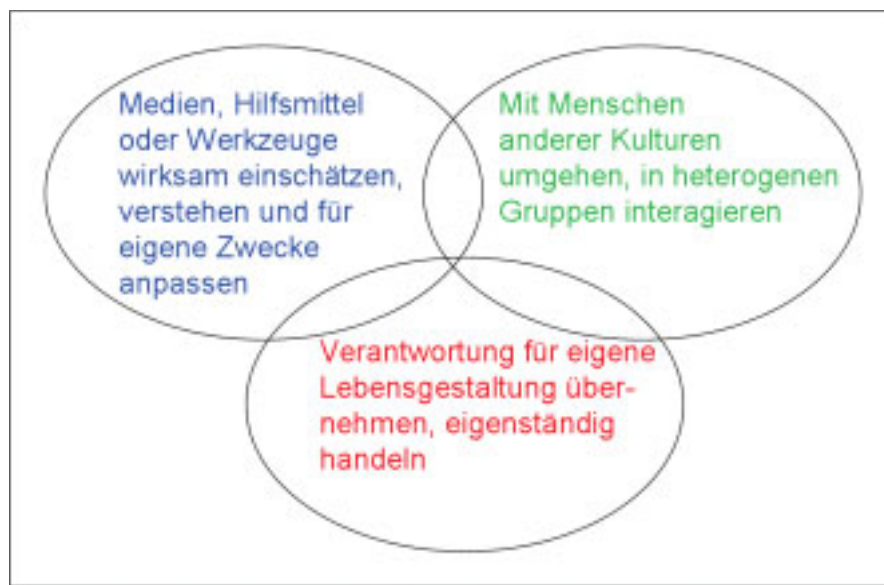 Medien, Hilfsmittel
oder Werkzeuge
wirksam einschätzen,
verstehen und für
eigene Zwecke
anpassen
Mit Menschen
anderer Kulturen
umgehen, in heterogenen
Gruppen interagieren
Verantwortung für eigene
Lebensgestaltung über-
nehmen, eigenständig
handeln